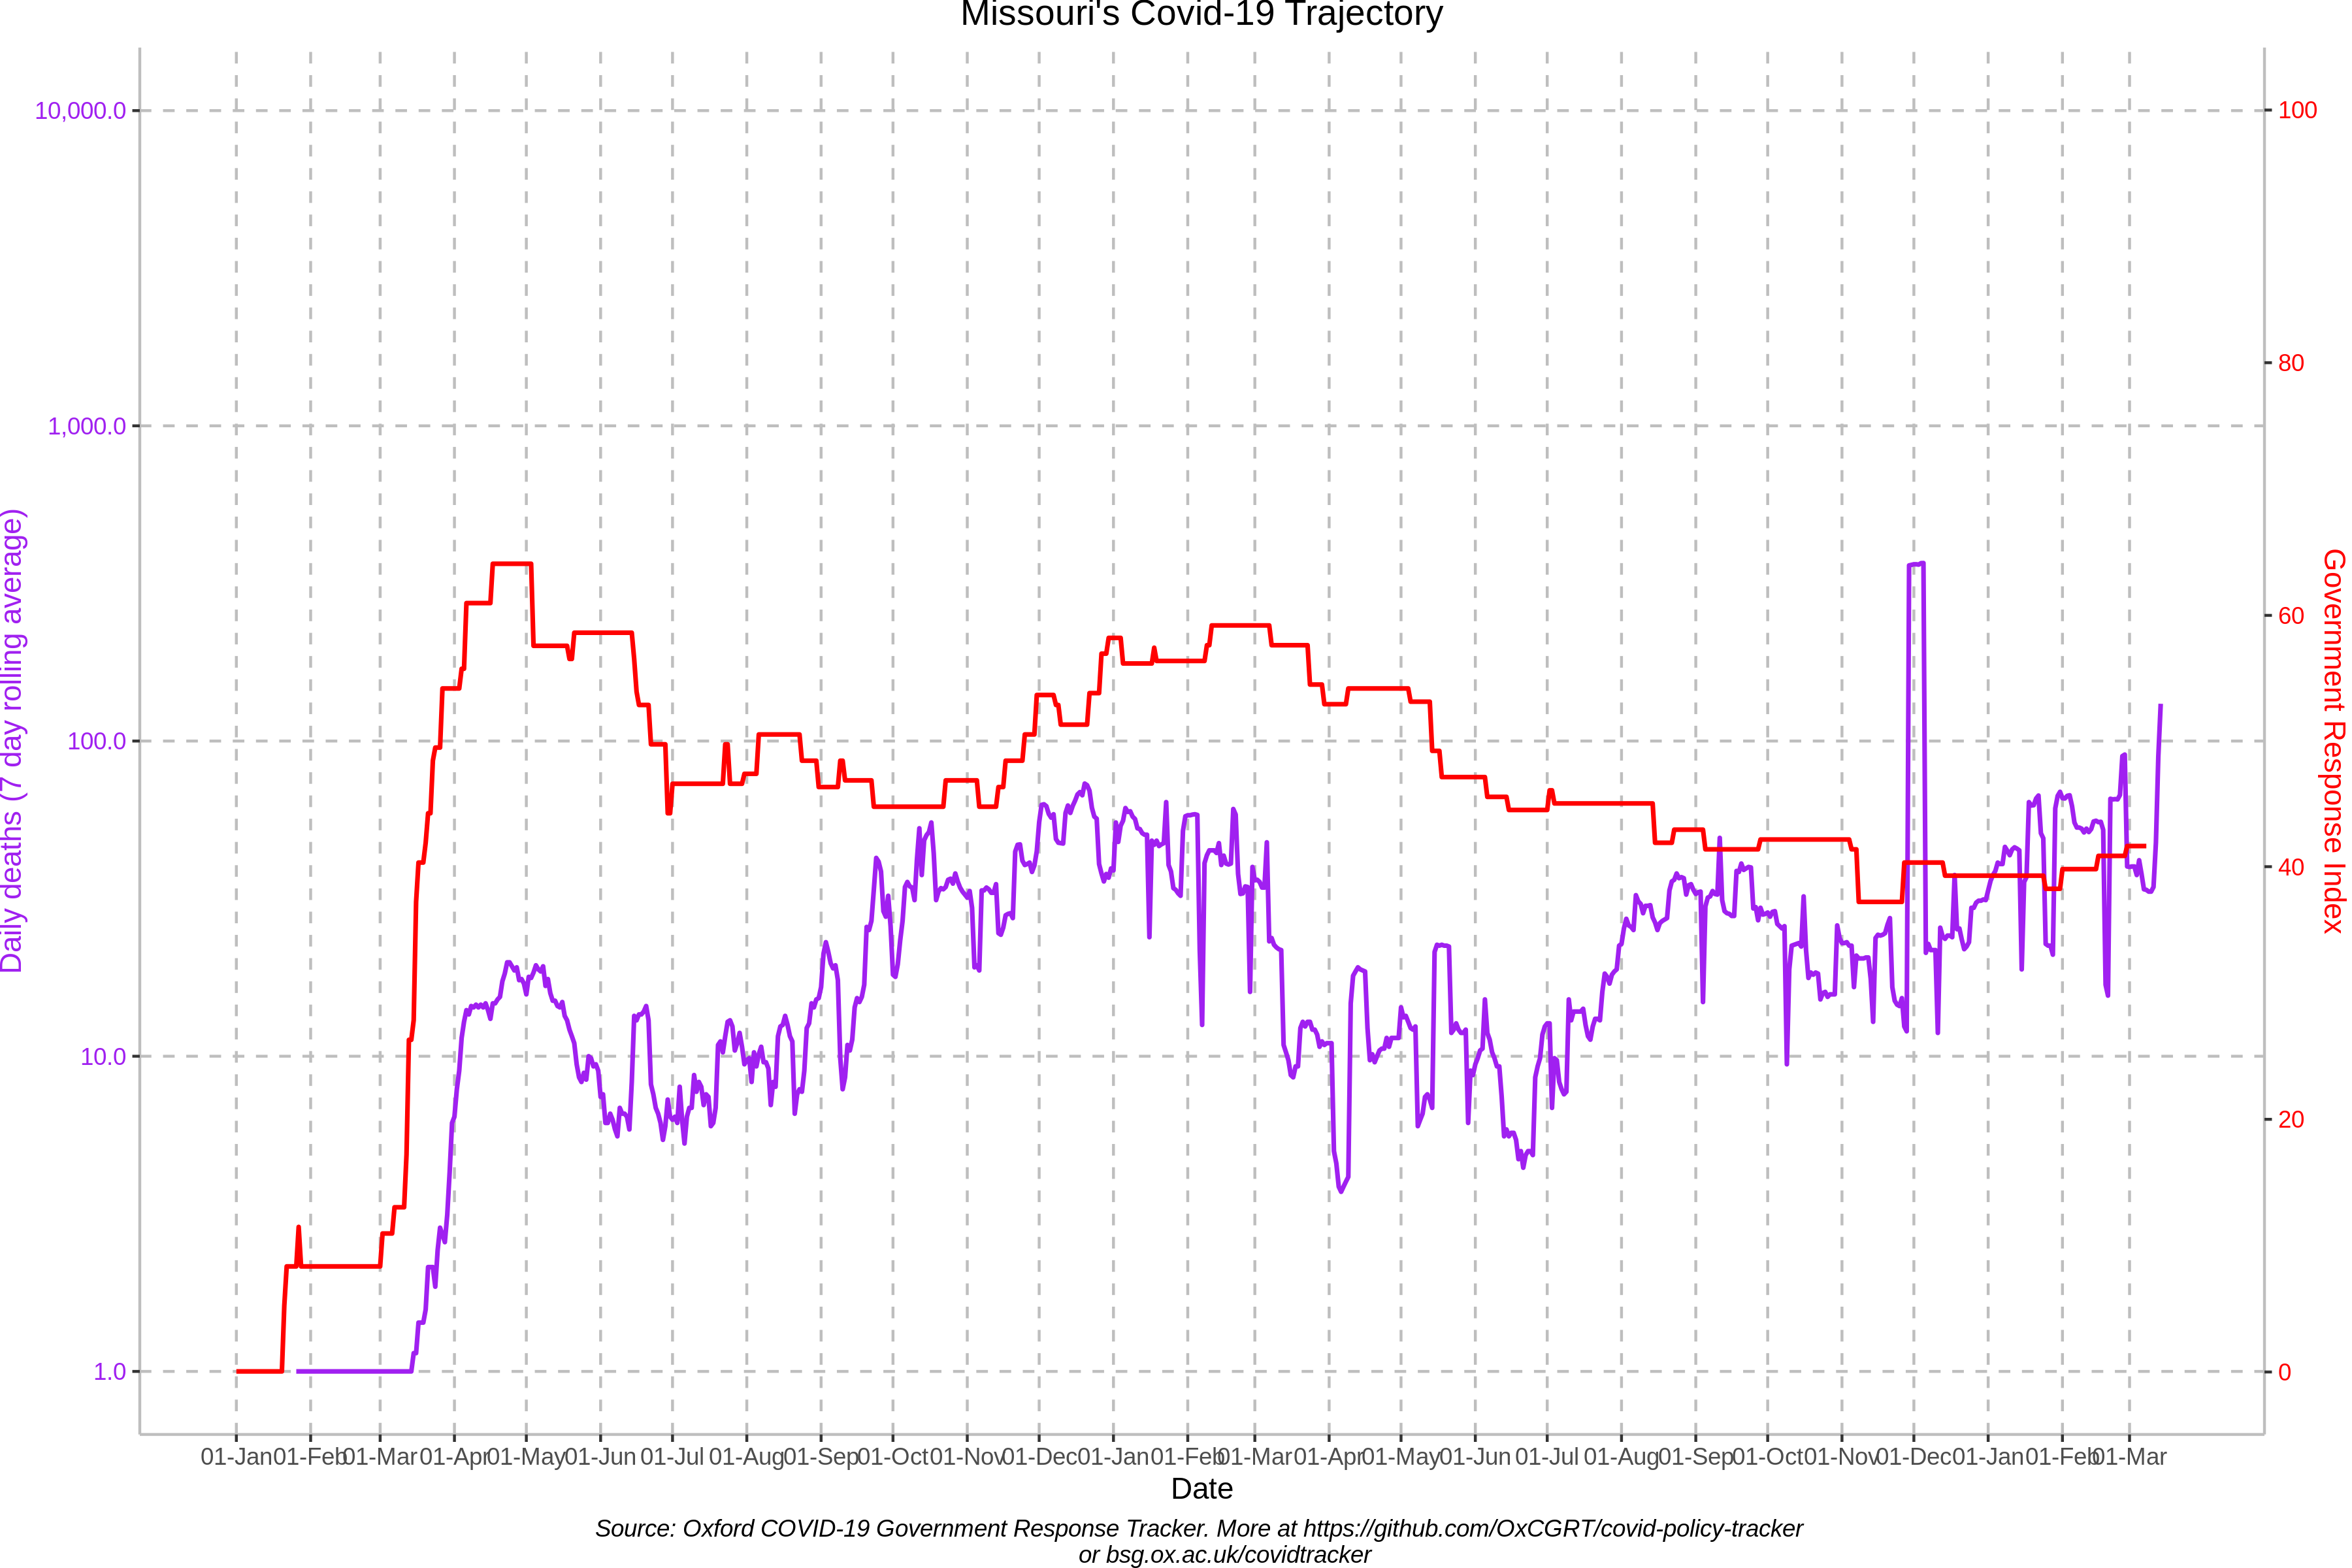 Missouri's Covid-19 Trajectory
10,000.0
1,000.0
100.0
10.0
1.0
Daily deaths (7 day rolling average)
100
80
60
40
20
0
Government Response Index
01-Jan 01-Feb 01-Mar 01-Apr 01-May 01-Jun 01-Jul 01-Aug 01-Sep 01-Oct 01-Nov 01-Dec 01-Jan 01-Feb 01-Mar 01-Apr 01-May 01-Jun 01-Jul 01-Aug 01-Sep 01-Oct 01-Nov 01-Dec 01-Jan 01-Feb 01-Mar
Date
Source: Oxford COVID-19 Government Response Tracker. More at https://github.com/OxCGRT/covid-policy-tracker
or bsg.ox.ac.uk/covidtracker